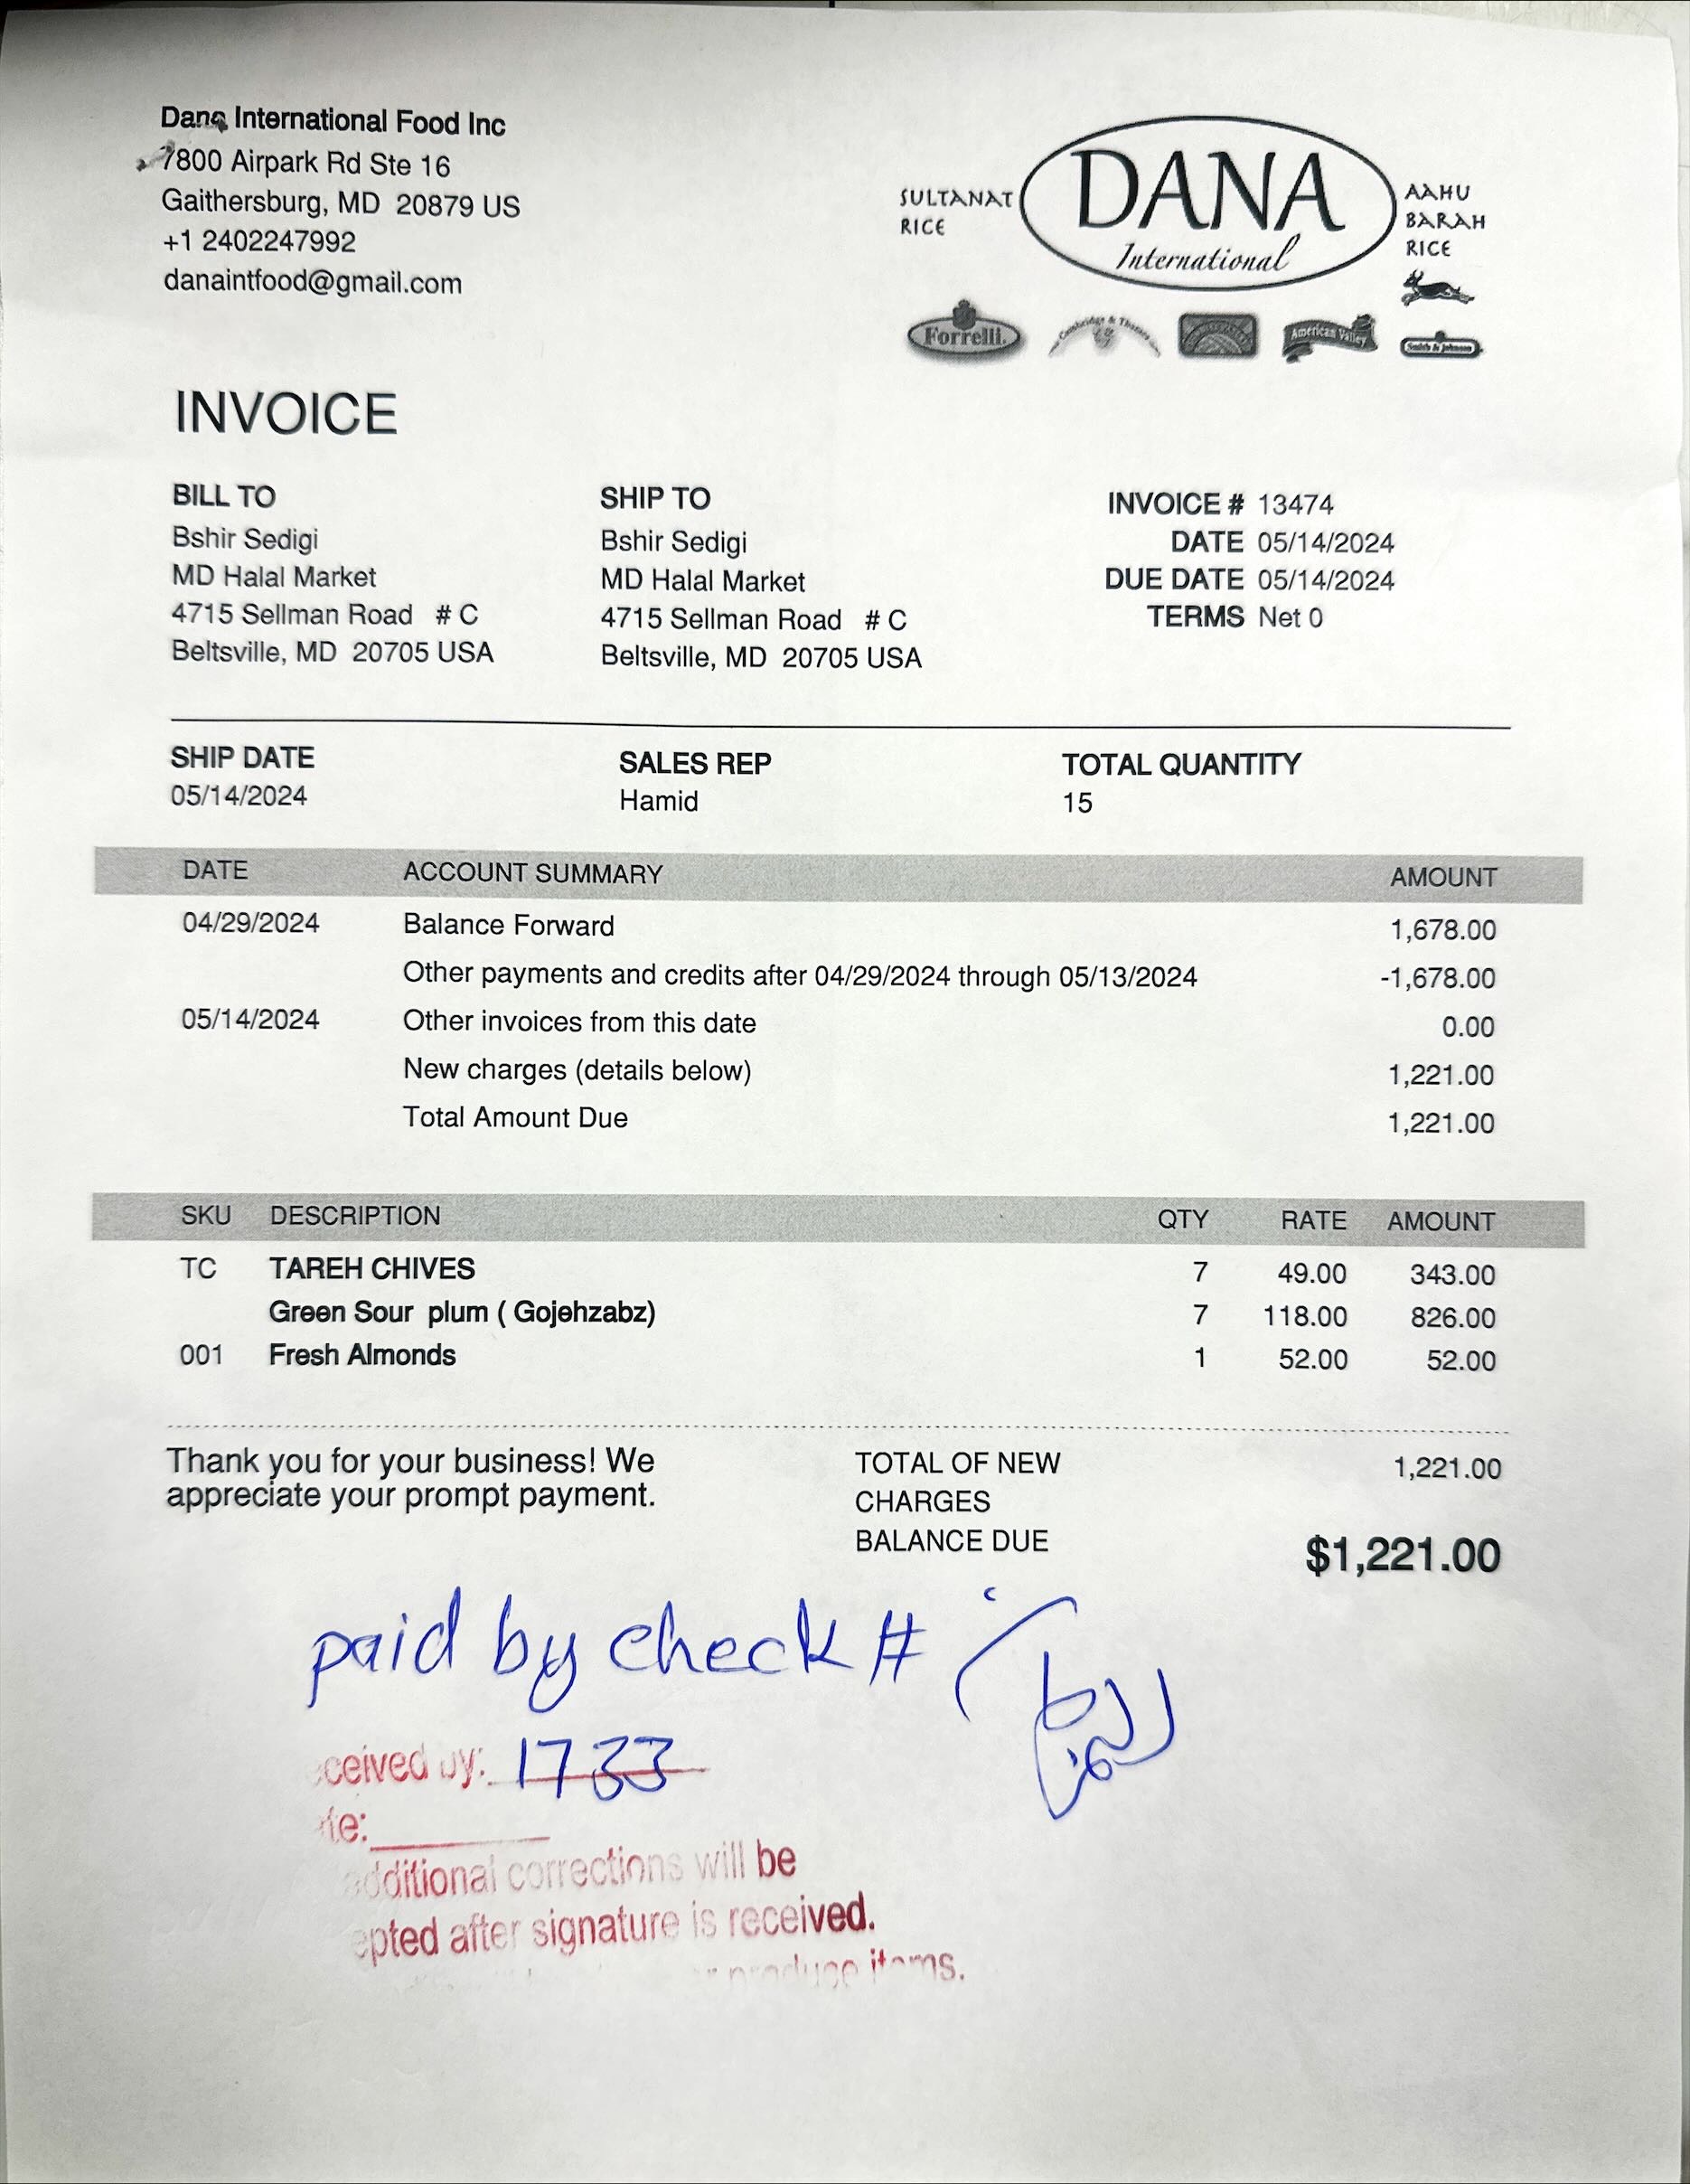 Dana International Food Inc
7800 Airpark Rd Ste 16
Gaithersburg, MD 20879 US
+1 2402247992
danaintfood@gmail.com
SULTANAT
RICE
DANA
International
AAHU
BARAH
RICE
Forrelli.
American Valley
Smith & Johnson
INVOICE
BILL TO
Bshir Sedigi
MD Halal Market
4715 Sellman Road # C
Beltsville, MD 20705 USA
SHIP TO
Bshir Sedigi
MD Halal Market
4715 Sellman Road # C
Beltsville, MD 20705 USA
INVOICE # 13474
DATE 05/14/2024
DUE DATE 05/14/2024
TERMS Net 0
SHIP DATE SALES REP TOTAL QUANTITY
05/14/2024 Hamid 15
DATE ACCOUNT SUMMARY AMOUNT
04/29/2024 Balance Forward 1,678.00
Other payments and credits after 04/29/2024 through 05/13/2024 -1,678.00
05/14/2024 Other invoices from this date 0.00
New charges (details below) 1,221.00
Total Amount Due 1,221.00
SKU DESCRIPTION QTY RATE AMOUNT
TC TAREH CHIVES 7 49.00 343.00
Green Sour plum ( Gojehzabz) 7 118.00 826.00
001 Fresh Almonds 1 52.00 52.00
Thank you for your business! We
appreciate your prompt payment.
TOTAL OF NEW CHARGES 1,221.00
BALANCE DUE $1,221.00
paid by check #
ceived by: 1733
te:
additional corrections will be
epted after signature is received.
produce items.